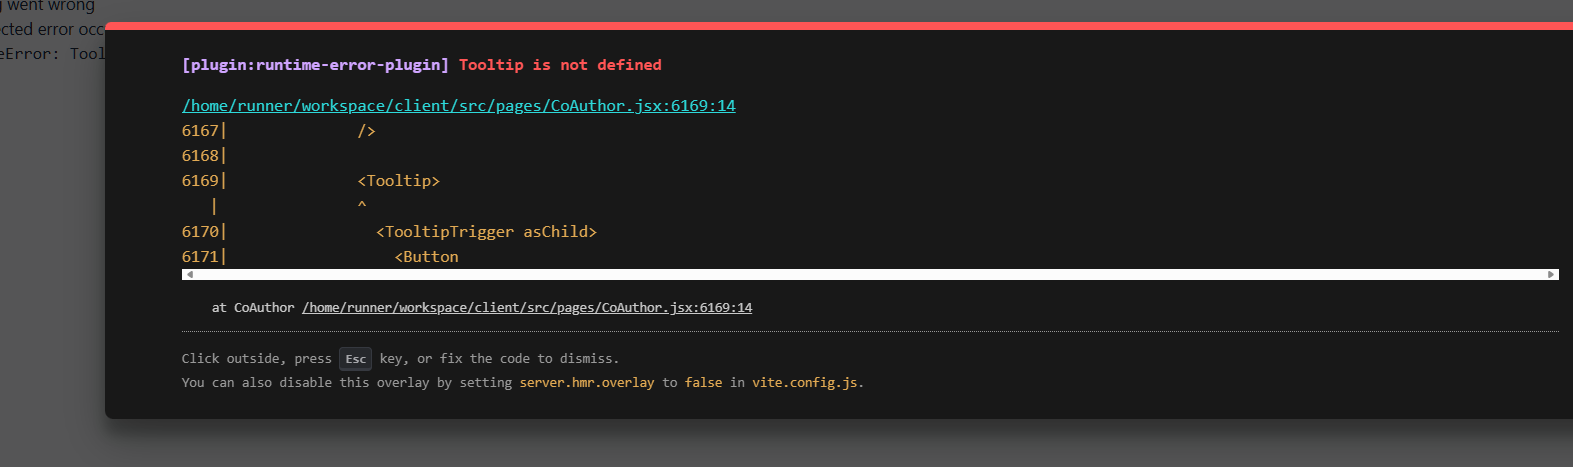 went wrong
ected error occ
eError: Tool
[plugin:runtime-error-plugin] Tooltip is not defined
/home/runner/workspace/client/src/pages/CoAuthor.jsx:6169:14
6167|              />
6168|
6169|              <Tooltip>
   |              ^
6170|                <TooltipTrigger asChild>
6171|                  <Button
at CoAuthor /home/runner/workspace/client/src/pages/CoAuthor.jsx:6169:14
Click outside, press Esc key, or fix the code to dismiss.
You can also disable this overlay by setting server.hmr.overlay to false in vite.config.js.